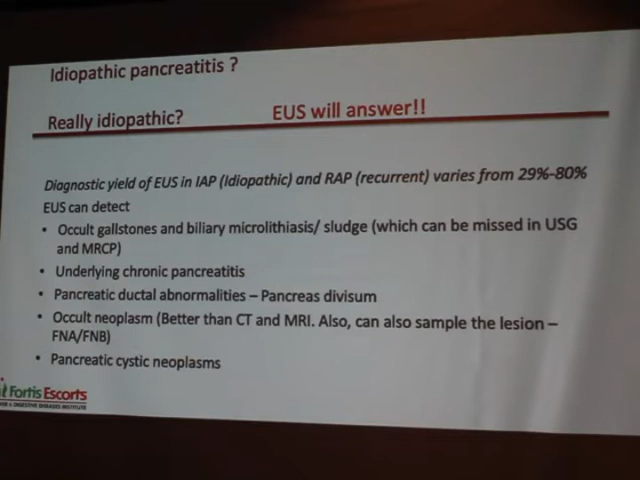 Idiopathic pancreatitis ?
Really idiopathic? EUS will answer!!
Diagnostic yield of EUS in IAP (Idiopathic) and RAP (recurrent) varies from 29%-80%
EUS can detect
• Occult gallstones and biliary microlithiasis/ sludge (which can be missed in USG
and MRCP)
• Underlying chronic pancreatitis
• Pancreatic ductal abnormalities – Pancreas divisum
• Occult neoplasm (Better than CT and MRI. Also, can also sample the lesion –
FNA/FNB)
• Pancreatic cystic neoplasms
Fortis Escorts
& DIGESTIVE DISEASES INSTITUTE